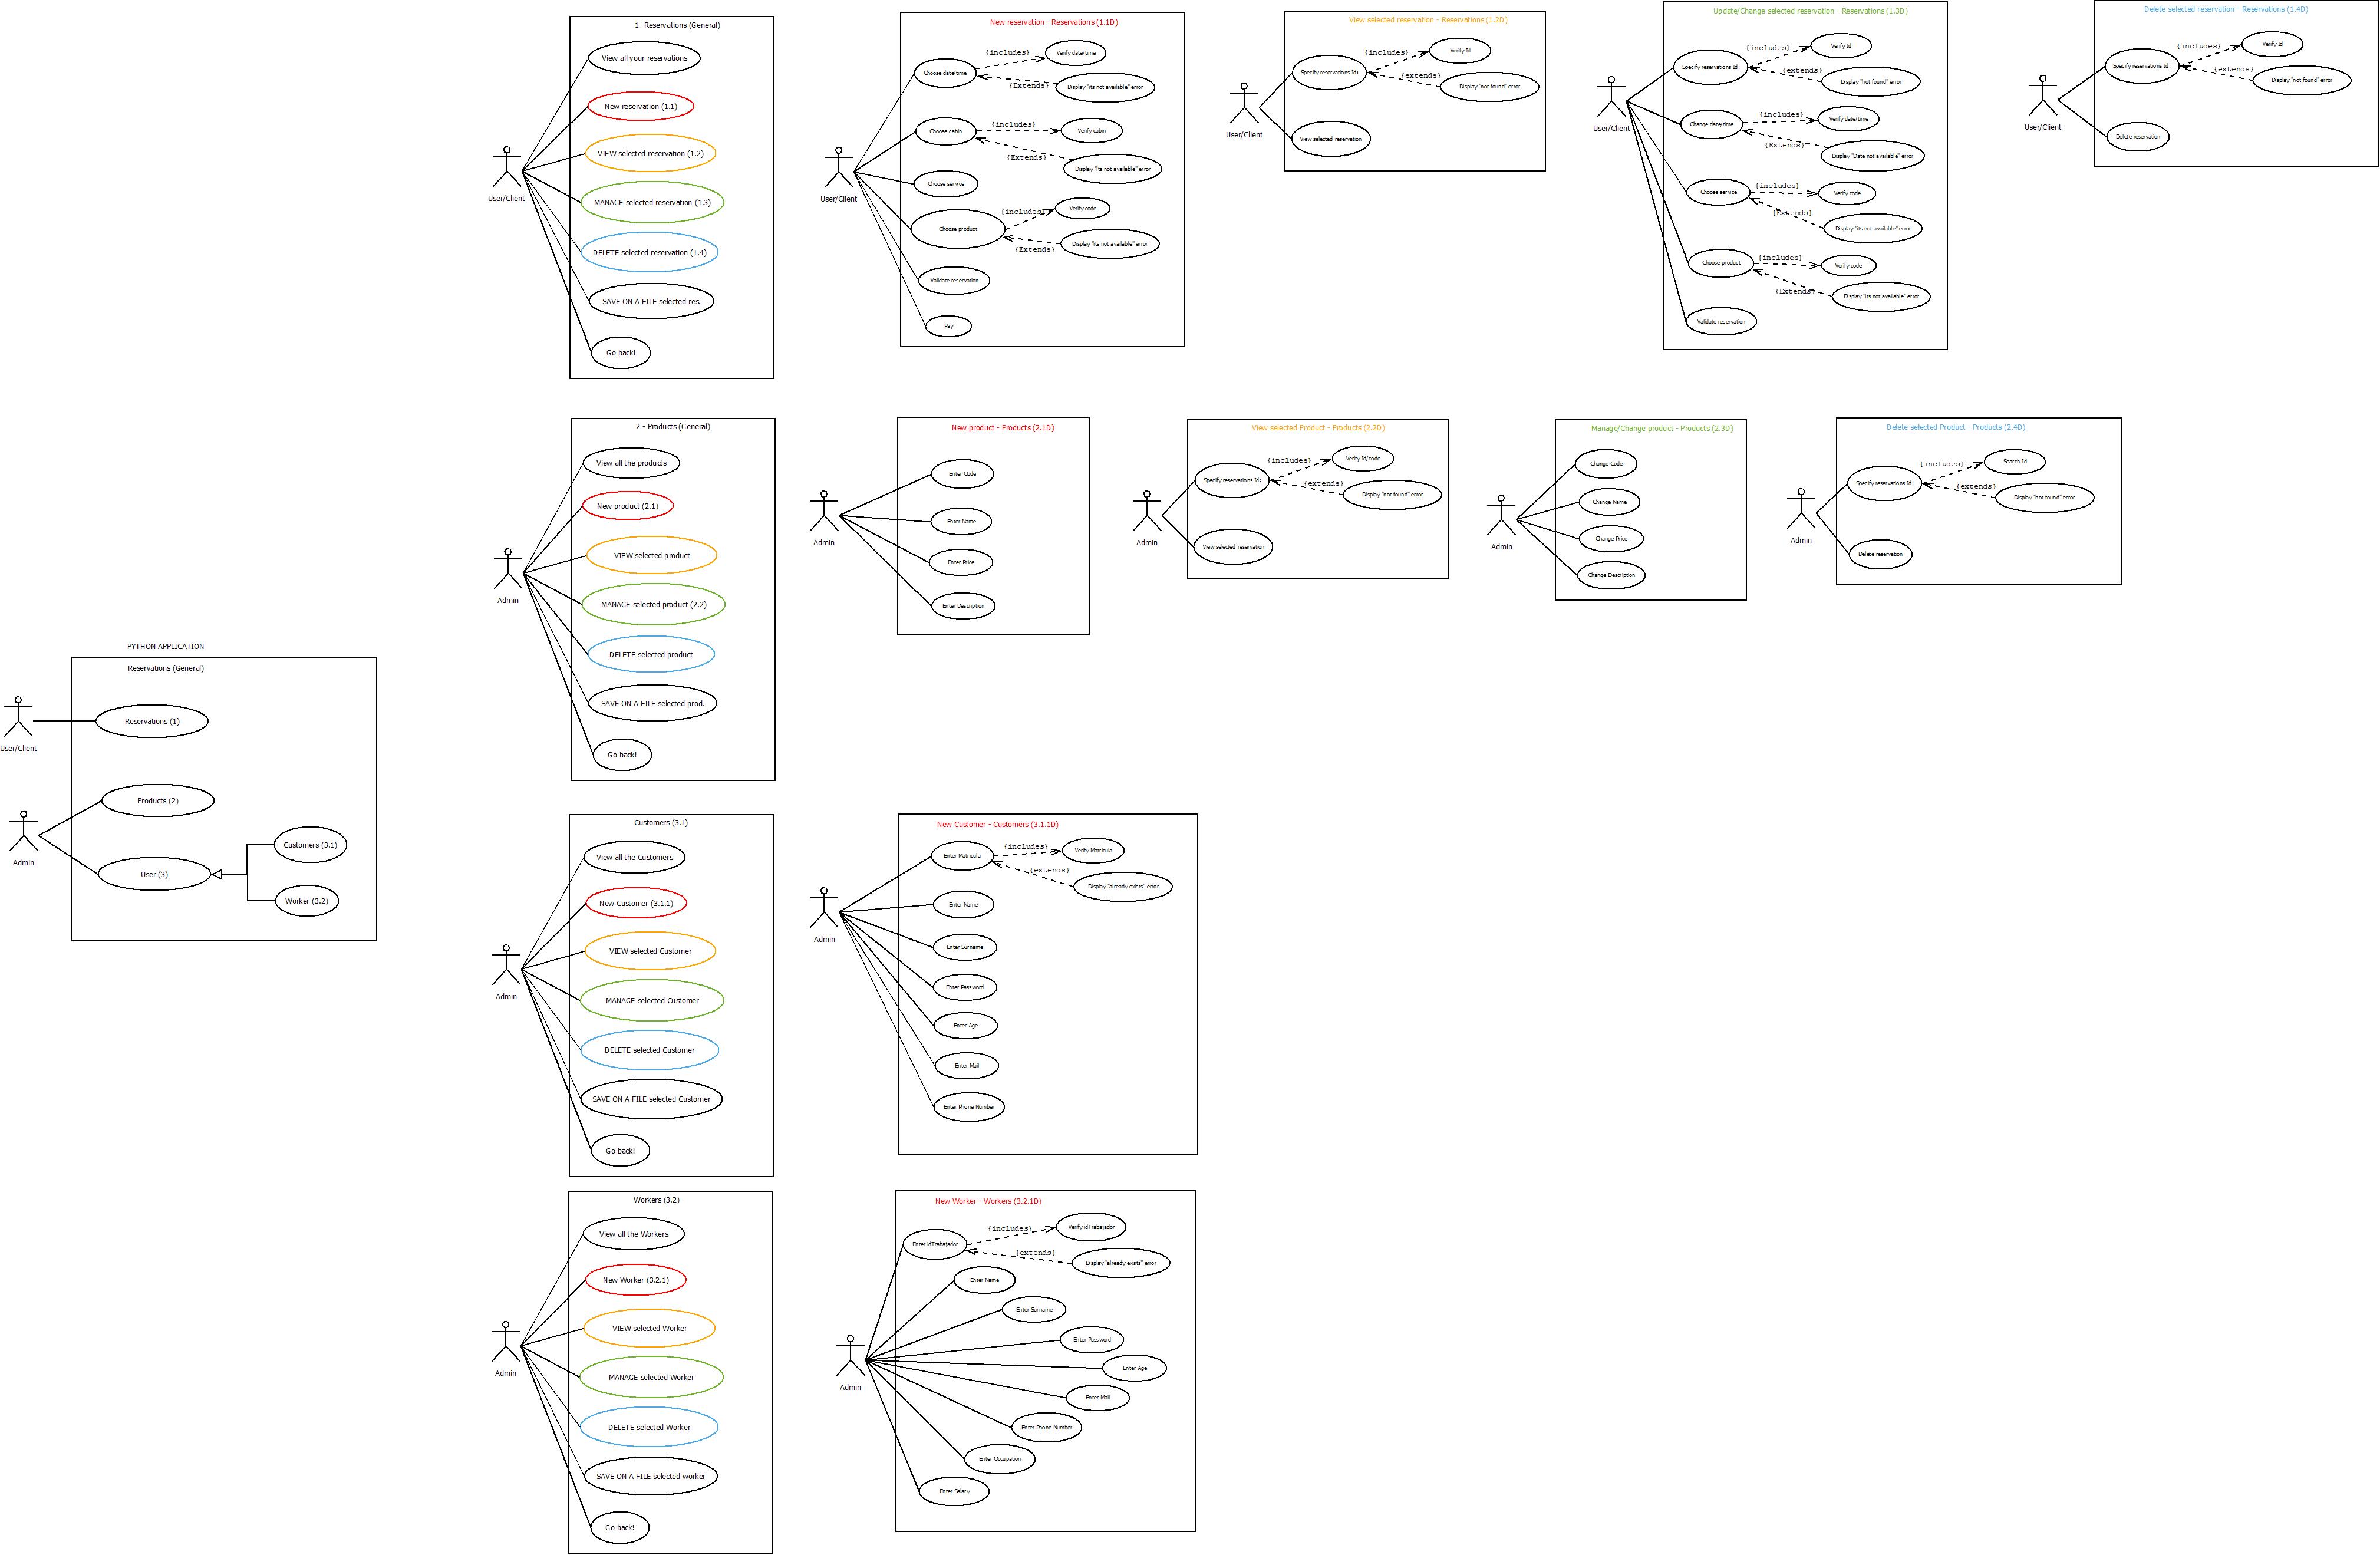 1 -Reservations (General)
View all your reservations
New reservation (1.1)
VIEW selected reservation (1.2)
MANAGE selected reservation (1.3)
DELETE selected reservation (1.4)
SAVE ON A FILE selected res.
Go back!
User/Client
New reservation - Reservations (1.1D)
Choose date/time
{includes}
Verify date/time
{Extends}
Display "Its not available" error
Choose cabin
{includes}
Verify cabin
{Extends}
Display "Its not available" error
Choose service
Choose product
{includes}
Verify code
{Extends}
Display "Its not available" error
Validate reservation
Pay
User/Client
View selected reservation - Reservations (1.2D)
Specify reservations Id:
{includes}
Verify Id
{extends}
Display "not found" error
View selected reservation
User/Client
Update/Change selected reservation - Reservations (1.3D)
Specify reservations Id:
{includes}
Verify Id
{extends}
Display "not found" error
Change date/time
{includes}
Verify date/time
{Extends}
Display "Date not available" error
Choose service
{includes}
Verify code
{Extends}
Display "Its not available" error
Choose product
{includes}
Verify code
{Extends}
Display "Its not available" error
Validate reservation
User/Client
Delete selected reservation - Reservations (1.4D)
Specify reservations Id:
{includes}
Verify Id
{extends}
Display "not found" error
Delete reservation
User/Client
2 - Products (General)
View all the products
New product (2.1)
VIEW selected product
MANAGE selected product (2.2)
DELETE selected product
SAVE ON A FILE selected prod.
Go back!
Admin
New product - Products (2.1D)
Enter Code
Enter Name
Enter Price
Enter Description
Admin
View selected Product - Products (2.2D)
Specify reservations Id:
{includes}
Verify Id/code
{extends}
Display "not found" error
View selected reservation
Admin
Manage/Change product - Products (2.3D)
Change Code
Change Name
Change Price
Change Description
Admin
Delete selected Product - Products (2.4D)
Specify reservations Id:
{includes}
Search Id
{extends}
Display "not found" error
Delete reservation
Admin
PYTHON APPLICATION
Reservations (General)
Reservations (1)
User/Client
Products (2)
User (3)
Customers (3.1)
Worker (3.2)
Admin
Customers (3.1)
View all the Customers
New Customer (3.1.1)
VIEW selected Customer
MANAGE selected Customer
DELETE selected Customer
SAVE ON A FILE selected Customer
Go back!
Admin
New Customer - Customers (3.1.1D)
Enter Matricula
{includes}
Verify Matricula
{extends}
Display "already exists" error
Enter Name
Enter Surname
Enter Password
Enter Age
Enter Mail
Enter Phone Number
Admin
Workers (3.2)
View all the Workers
New Worker (3.2.1)
VIEW selected Worker
MANAGE selected Worker
DELETE selected Worker
SAVE ON A FILE selected worker
Go back!
Admin
New Worker - Workers (3.2.1D)
Enter idTrabajador
{includes}
Verify idTrabajador
{extends}
Display "already exists" error
Enter Name
Enter Surname
Enter Password
Enter Age
Enter Mail
Enter Phone Number
Enter Occupation
Enter Salary
Admin